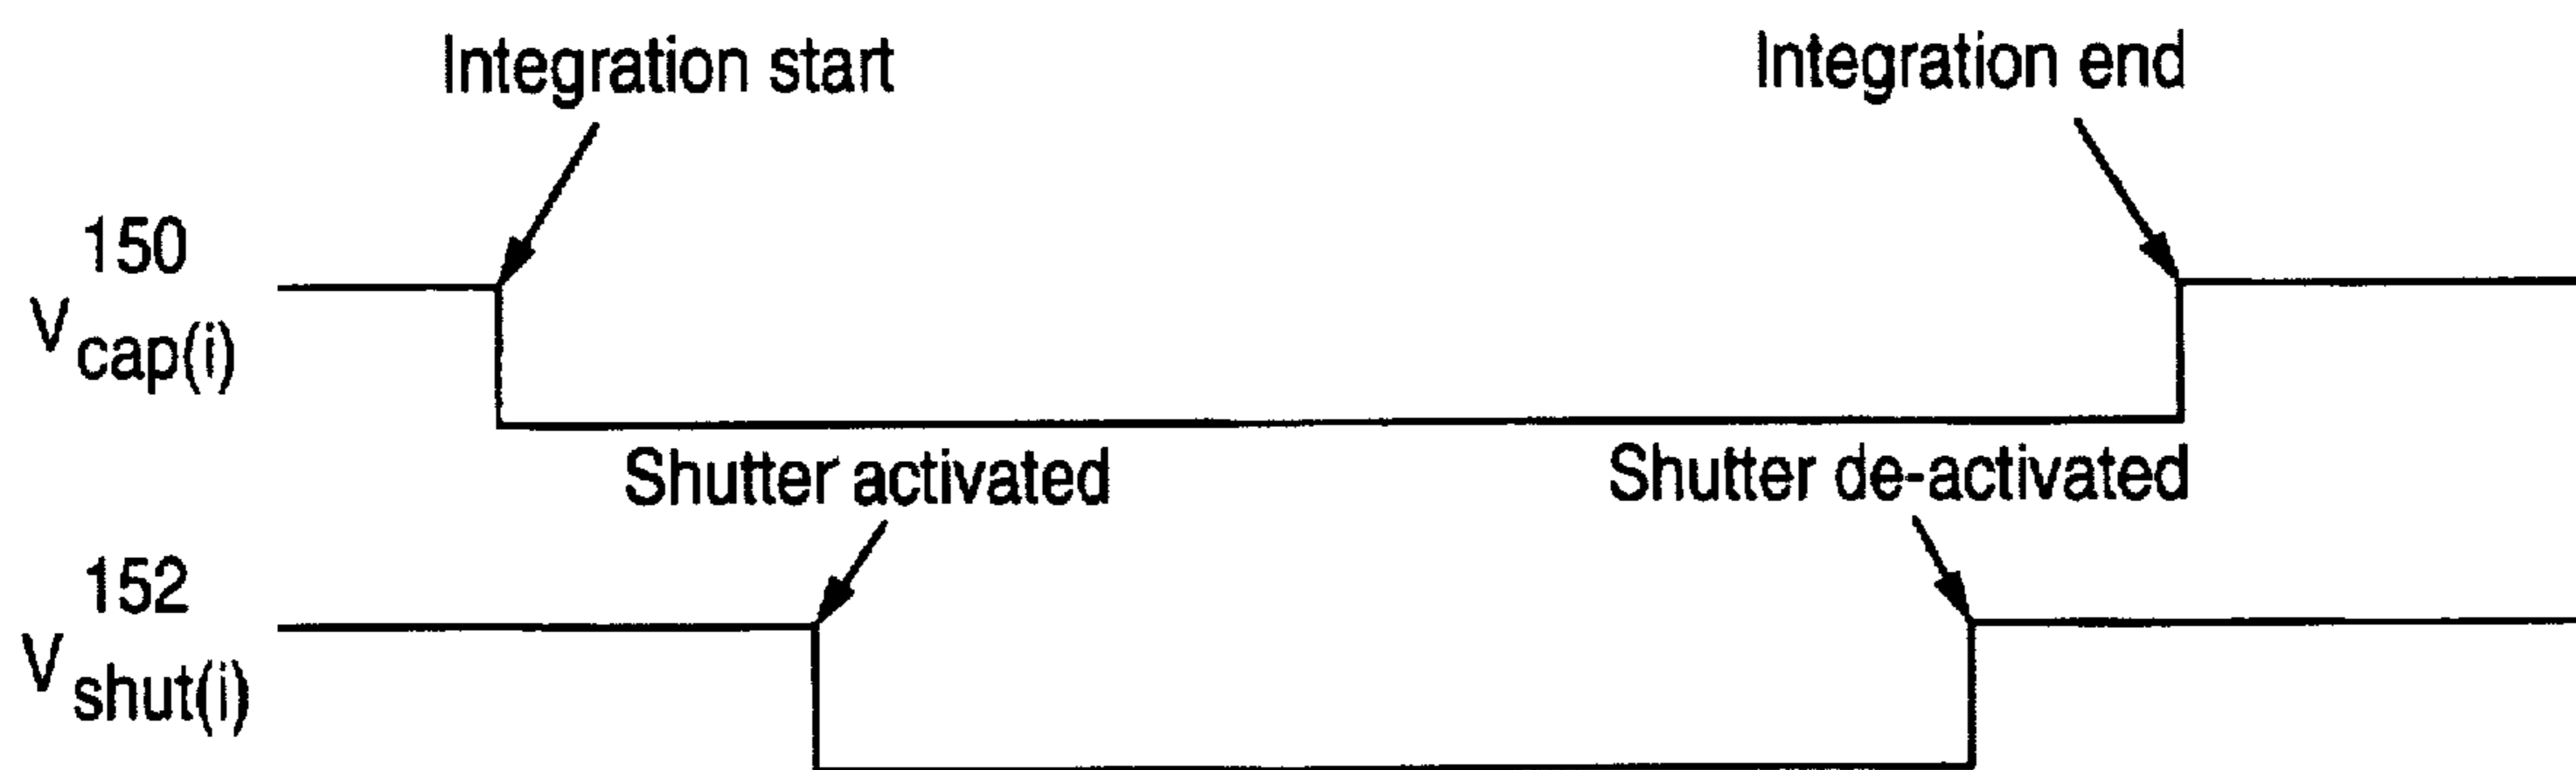 Integration start
Integration end
150
Vcap(i)
Shutter activated
Shutter de-activated
152
Vshut(i)